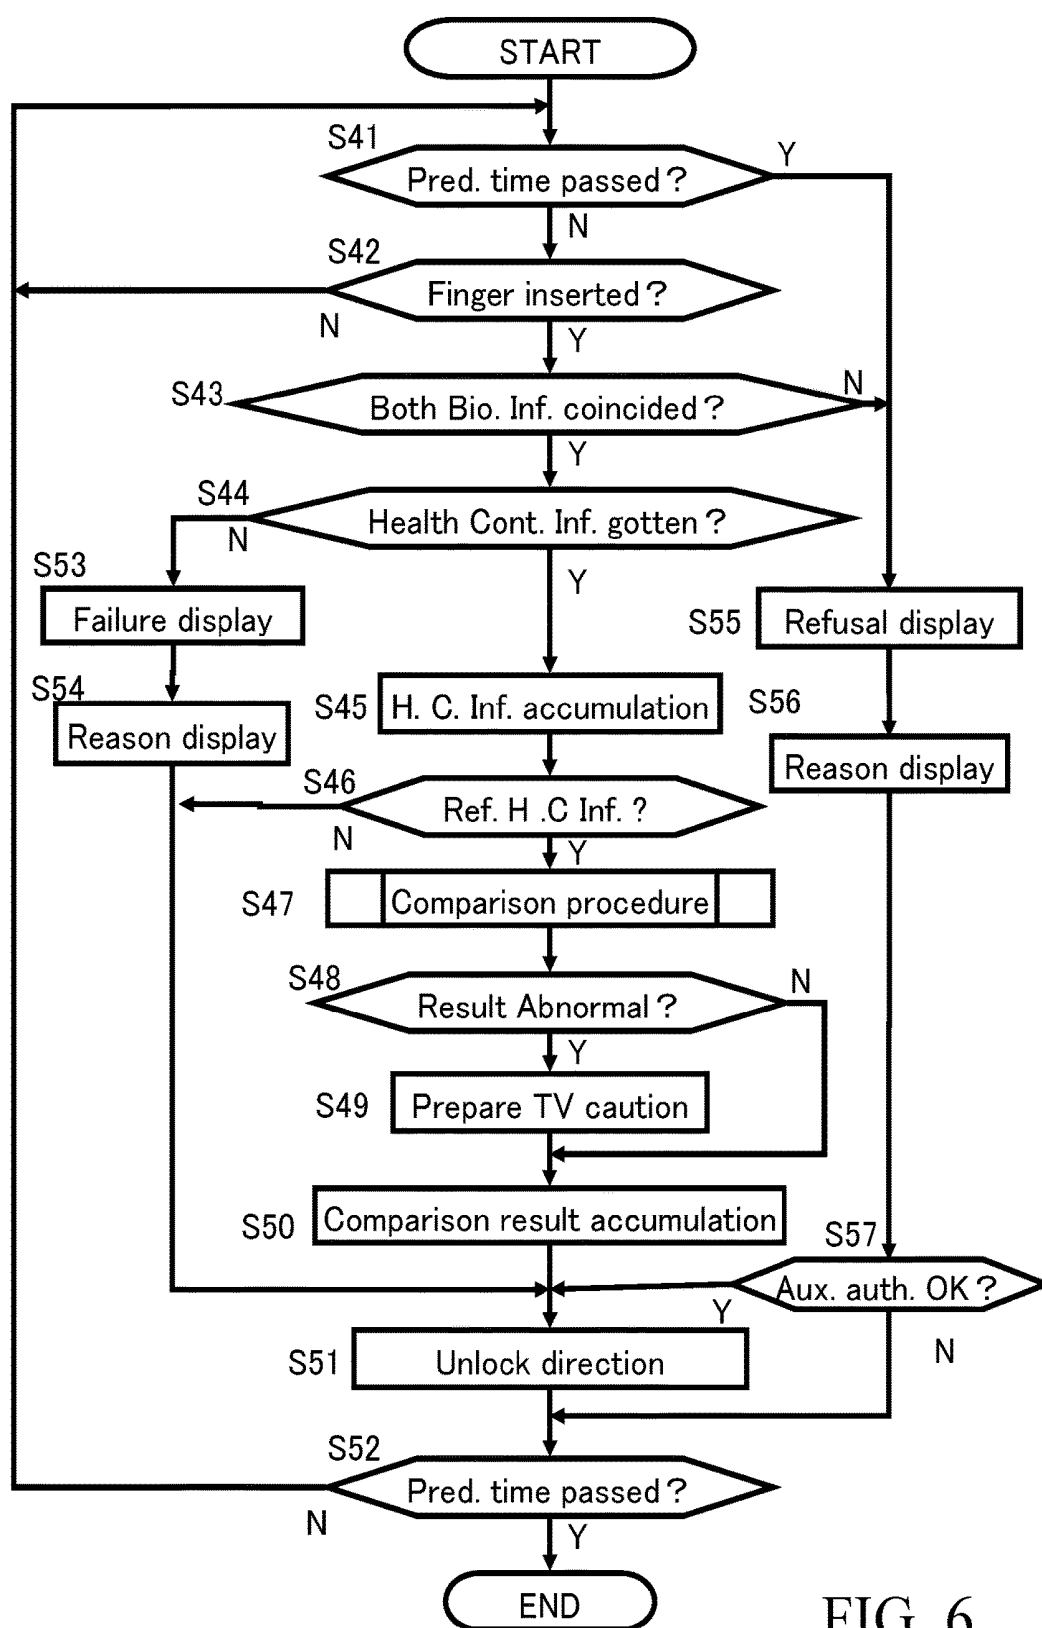 START
S41
Pred. time passed ?
Y
N
S42
Finger inserted ?
N
Y
S43
Both Bio. Inf. coincided ?
N
Y
S44
Health Cont. Inf. gotten ?
N
Y
S53
Failure display
S55
Refusal display
S54
Reason display
S45
H. C. Inf. accumulation
S56
Reason display
S46
Ref. H .C Inf. ?
N
Y
S47
Comparison procedure
S48
Result Abnormal ?
N
Y
S49
Prepare TV caution
S50
Comparison result accumulation
S57
Aux. auth. OK ?
Y
N
S51
Unlock direction
S52
Pred. time passed ?
N
Y
END
FIG. 6